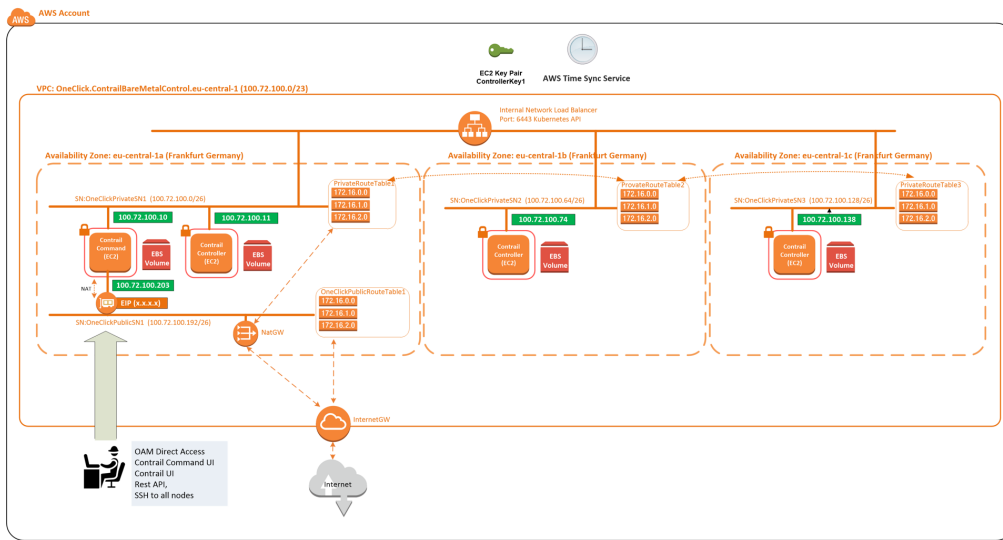 AWS
AWS Account
EC2 Key Pair
ControllerKey1
AWS Time Sync Service
VPC: OneClick.ContrailBareMetalControl.eu-central-1 (100.72.100.0/23)
Internal Network Load Balancer
Port: 6443 Kubernetes API
Availability Zone: eu-central-1a (Frankfurt Germany)
PrivateRouteTable1
172.16.0.0
172.16.1.0
172.16.2.0
SN:OneClickPrivateSN1 (100.72.100.0/26)
100.72.100.10
100.72.100.11
Contrail
Command
(EC2)
EBS
Volume
Contrail
Controller
(EC2)
EBS
Volume
100.72.100.203
NAT
EIP (x.x.x.x)
OneClickPublicRouteTable1
172.16.0.0
172.16.1.0
172.16.2.0
SN:OneClickPublicSN1 (100.72.100.192/26)
NatGW
Availability Zone: eu-central-1b (Frankfurt Germany)
ProvateRouteTable2
172.16.0.0
172.16.1.0
172.16.2.0
SN:OneClickPrivateSN2 (100.72.100.64/26)
100.72.100.74
Contrail
Controller
(EC2)
EBS
Volume
Availability Zone: eu-central-1c (Frankfurt Germany)
PrivateRouteTable3
172.16.0.0
172.16.1.0
172.16.2.0
SN:OneClickPrivateSN3 (100.72.100.128/26)
100.72.100.138
Contrail
Controller
(EC2)
EBS
Volume
InternetGW
Internet
OAM Direct Access
Contrail Command UI
Contrail UI
Rest API,
SSH to all nodes